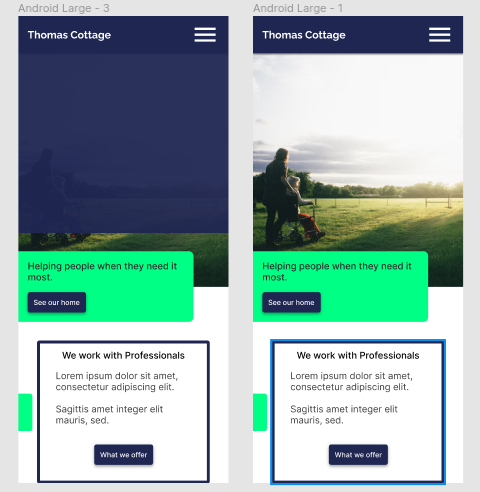 Android Large - 3
Thomas Cottage
Helping people when they need it
most.
See our home
We work with Professionals
Lorem ipsum dolor sit amet,
consectetur adipiscing elit.
Sagittis amet integer elit
mauris, sed.
What we offer
Android Large - 1
Thomas Cottage
Helping people when they need it
most.
See our home
We work with Professionals
Lorem ipsum dolor sit amet,
consectetur adipiscing elit.
Sagittis amet integer elit
mauris, sed.
What we offer